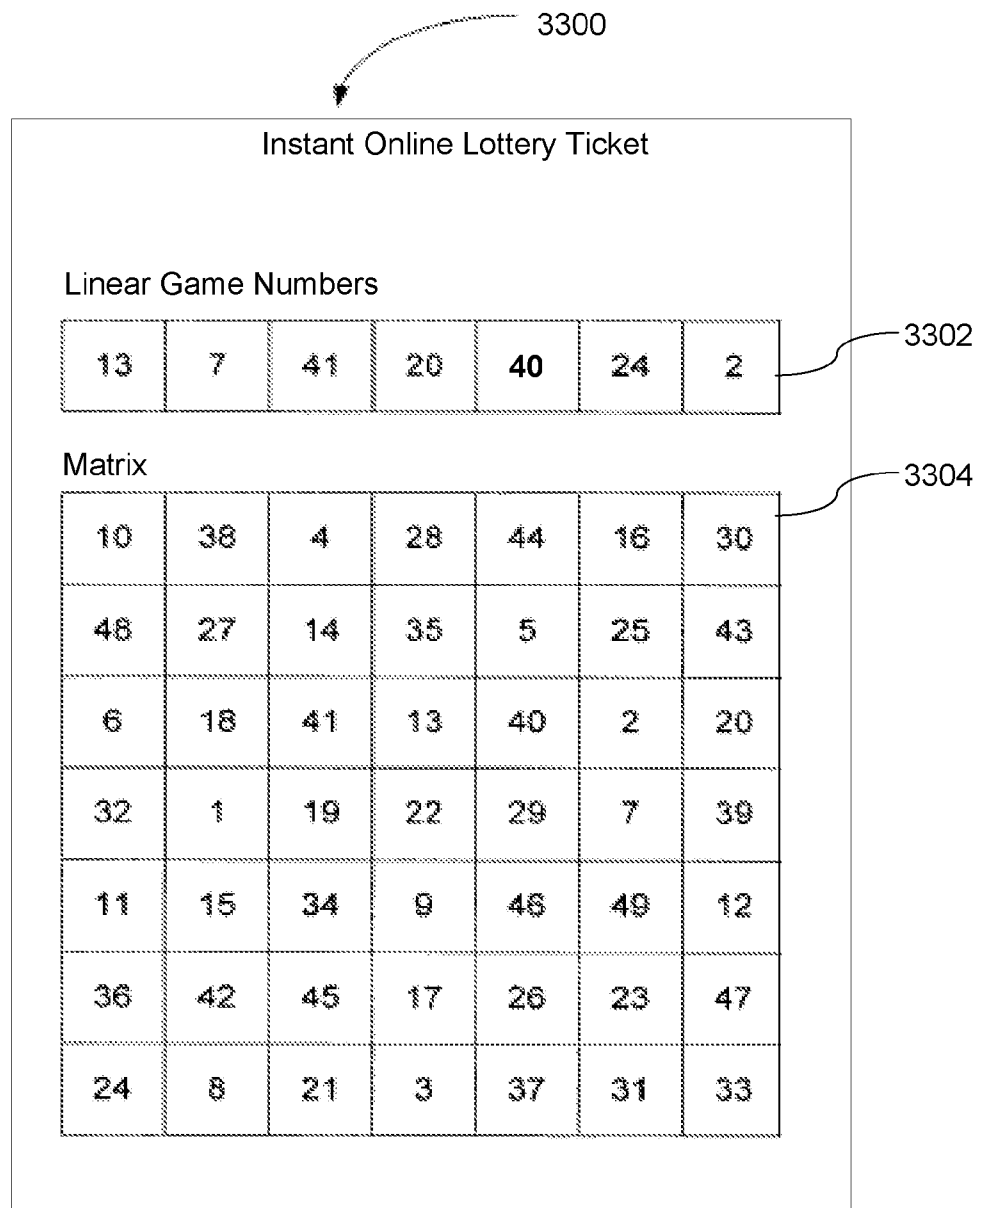 3300
Instant Online Lottery Ticket
Linear Game Numbers
13 7 41 20 40 24 2
3302
Matrix
3304
10 38 4 28 44 16 30
48 27 14 35 5 25 43
6 18 41 13 40 2 20
32 1 19 22 29 7 39
11 15 34 9 46 49 12
36 42 45 17 26 23 47
24 8 21 3 37 31 33